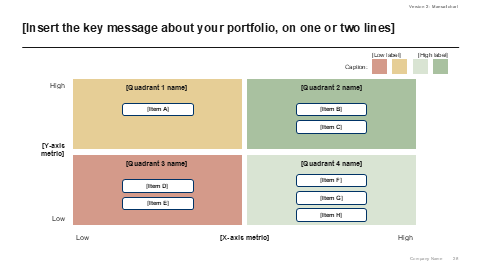 Version 3 - Manual chart
[Insert the key message about your portfolio, on one or two lines]
[Low label]
[High label]
Caption:
High
[Quadrant 1 name]
[Item A]
[Quadrant 2 name]
[Item B]
[Item C]
[Y-axis
metric]
[Quadrant 3 name]
[Item D]
[Item E]
[Quadrant 4 name]
[Item F]
[Item G]
[Item H]
Low
Low
[X-axis metric]
High
Company Name